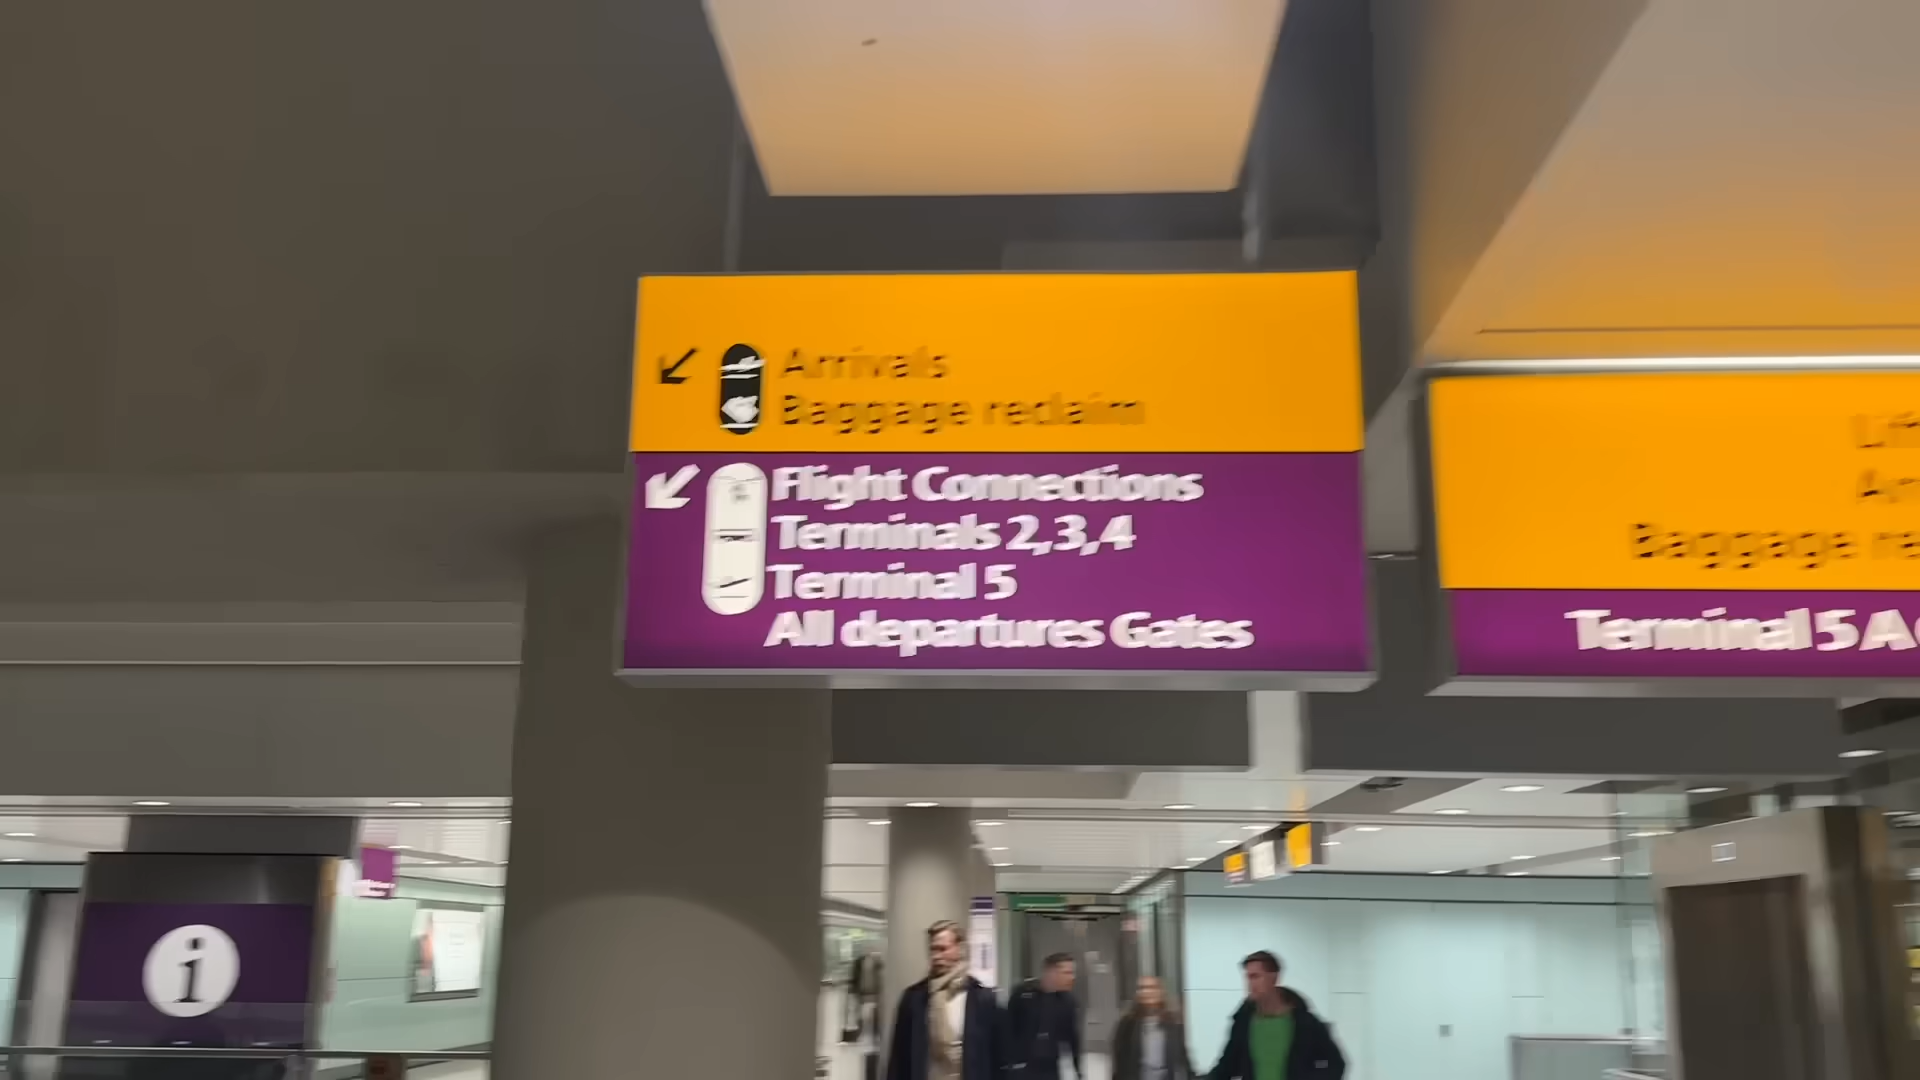 Arrivals
Baggage reclaim
Flight Connections
Terminals 2,3,4
Terminal 5
All departures Gates
Baggage
Terminal 5 A
i